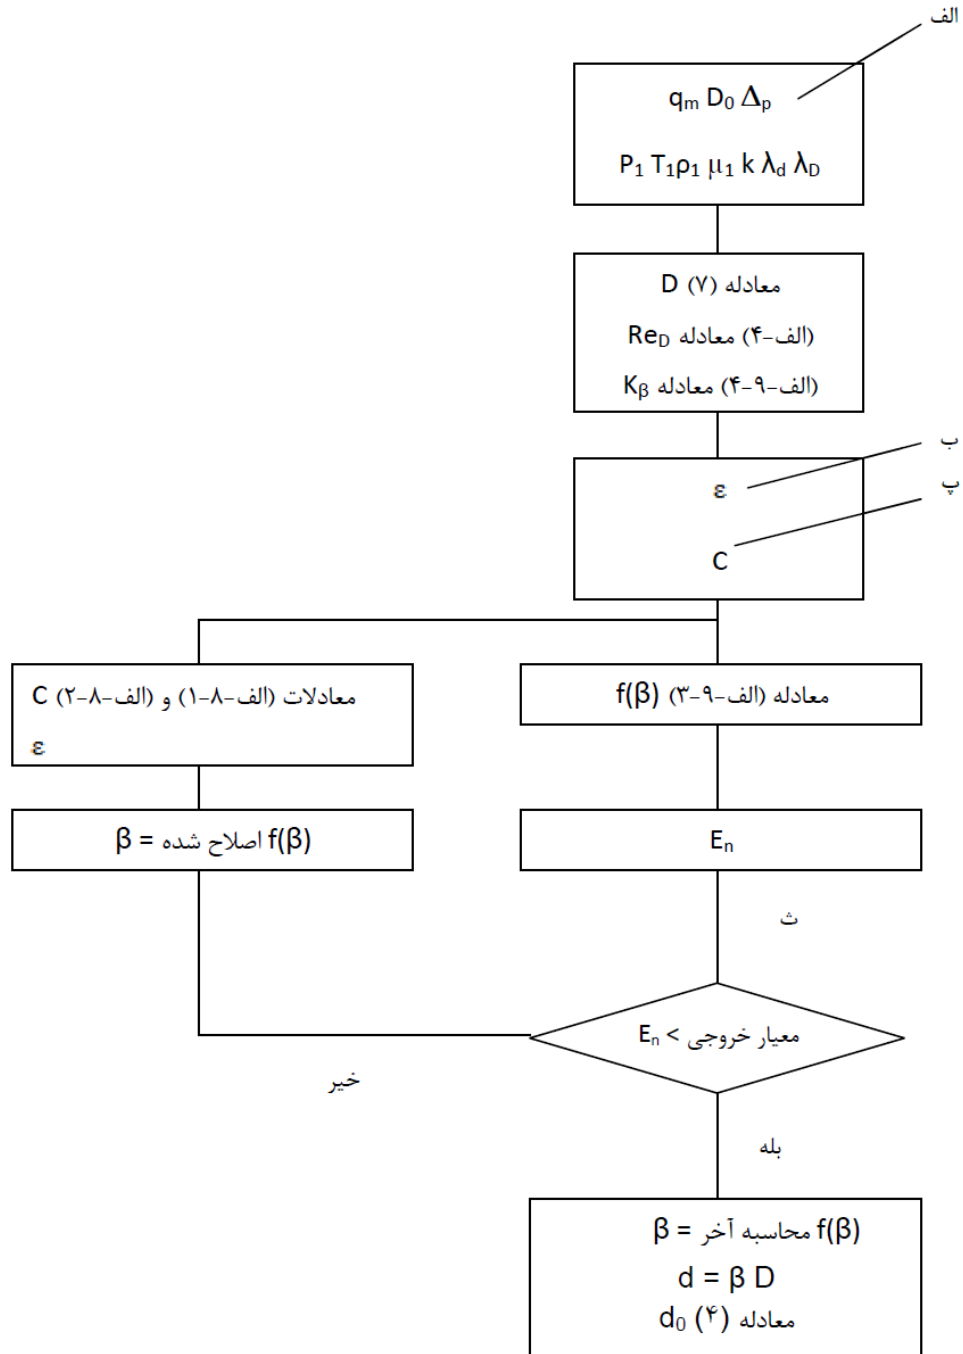 الف
qₘ D₀ Δₚ
P₁ T₁ρ₁ μ₁ k λd λD
معادله (۷) D
(الف-۴) معادله ReD
(الف-۹-۴) معادله Kβ
ب
ε
پ
C
معادلات (الف-۸-۱) و (الف-۸-۲) C
ε
معادله (الف-۹-۳) f(β)
β = اصلاح شده f(β)
Eₙ
ث
Eₙ < معیار خروجی
خیر
بله
β = محاسبه آخر f(β)
d = β D
معادله (۴) d₀